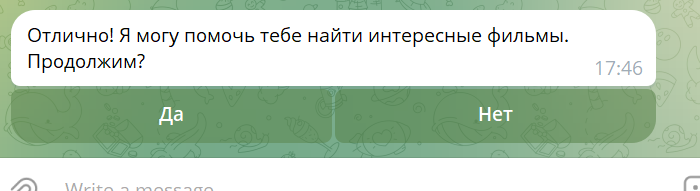 Отлично! Я могу помочь тебе найти интересные фильмы.
Продолжим?
17:46
Да Нет
Write a message